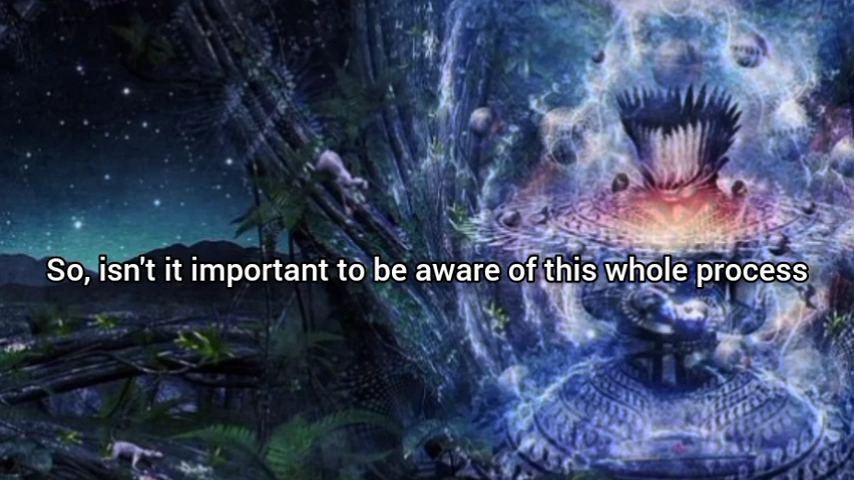 So, isn't it important to be aware of this whole process